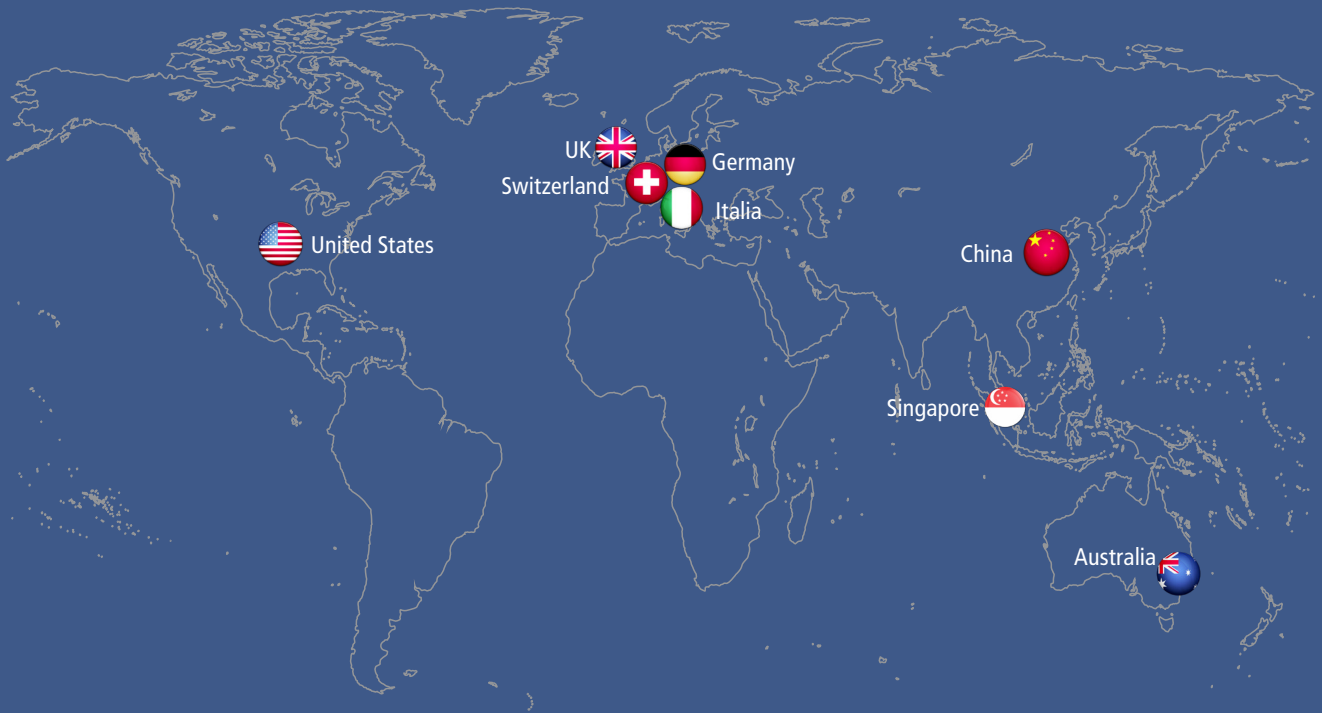 UK
Germany
Switzerland
Italia
United States
China
Singapore
Australia